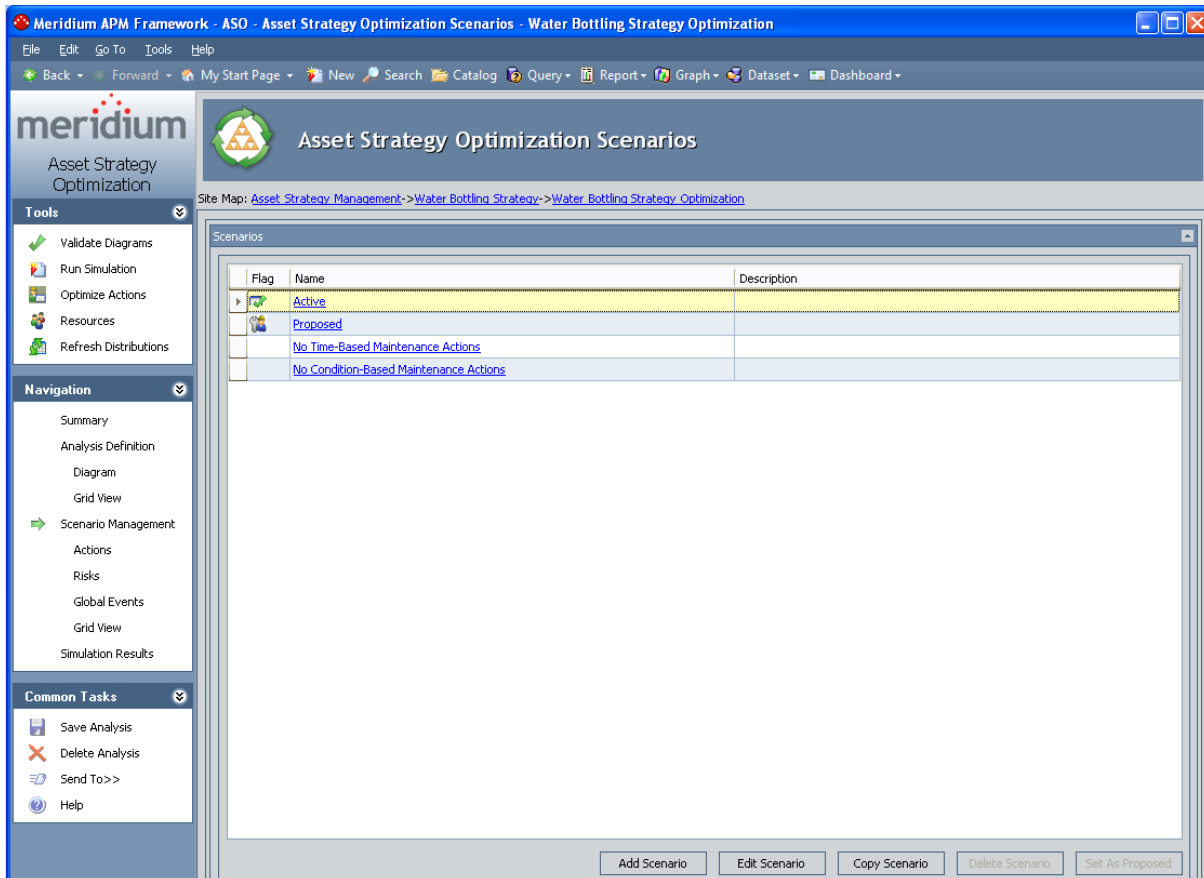 Meridium APM Framework - ASO - Asset Strategy Optimization Scenarios - Water Bottling Strategy Optimization
File Edit Go To Tools Help
Back Forward My Start Page New Search Catalog Query Report Graph Dataset Dashboard
meridium
Asset Strategy
Optimization
Asset Strategy Optimization Scenarios
Site Map: Asset Strategy Management->Water Bottling Strategy->Water Bottling Strategy Optimization
Tools
Validate Diagrams
Run Simulation
Optimize Actions
Resources
Refresh Distributions
Navigation
Summary
Analysis Definition
Diagram
Grid View
Scenario Management
Actions
Risks
Global Events
Grid View
Simulation Results
Common Tasks
Save Analysis
Delete Analysis
Send To>>
Help
Scenarios
Flag Name Description
Active
Proposed
No Time-Based Maintenance Actions
No Condition-Based Maintenance Actions
Add Scenario Edit Scenario Copy Scenario Delete Scenario Set As Proposed